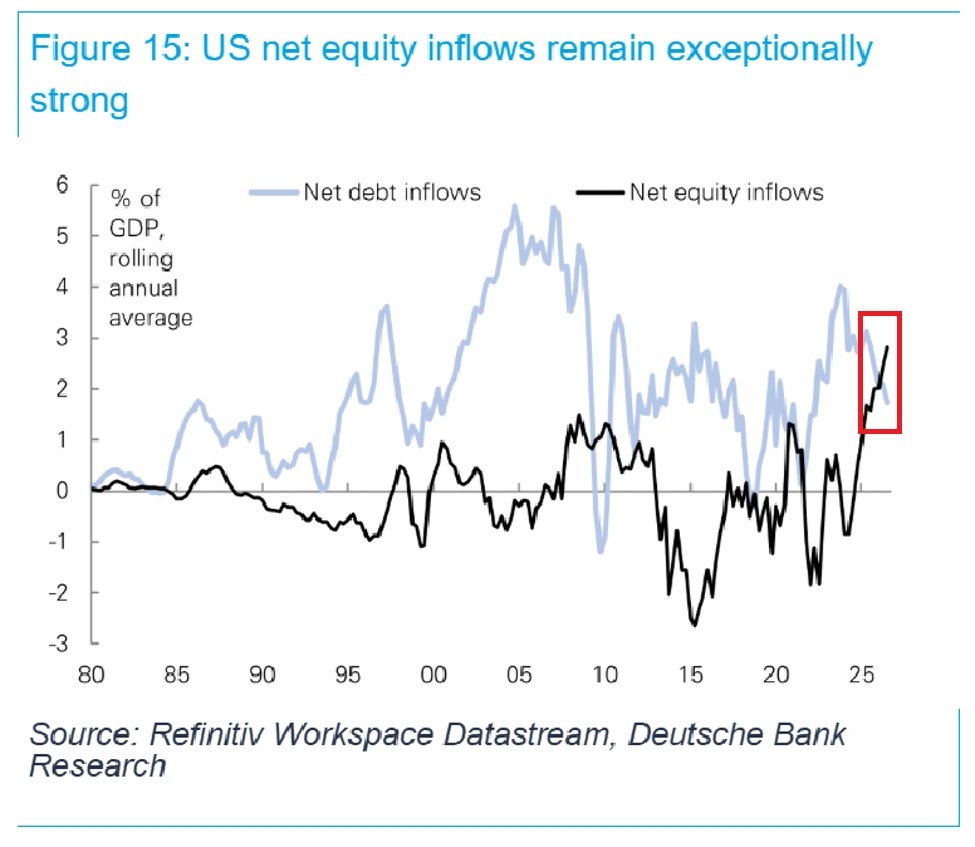 Figure 15: US net equity inflows remain exceptionally
strong
6
5
4
3
2
1
0
-1
-2
-3
% of
GDP,
rolling
annual
average
Net debt inflows
Net equity inflows
80 85 90 95 00 05 10 15 20 25
Source: Refinitiv Workspace Datastream, Deutsche Bank
Research